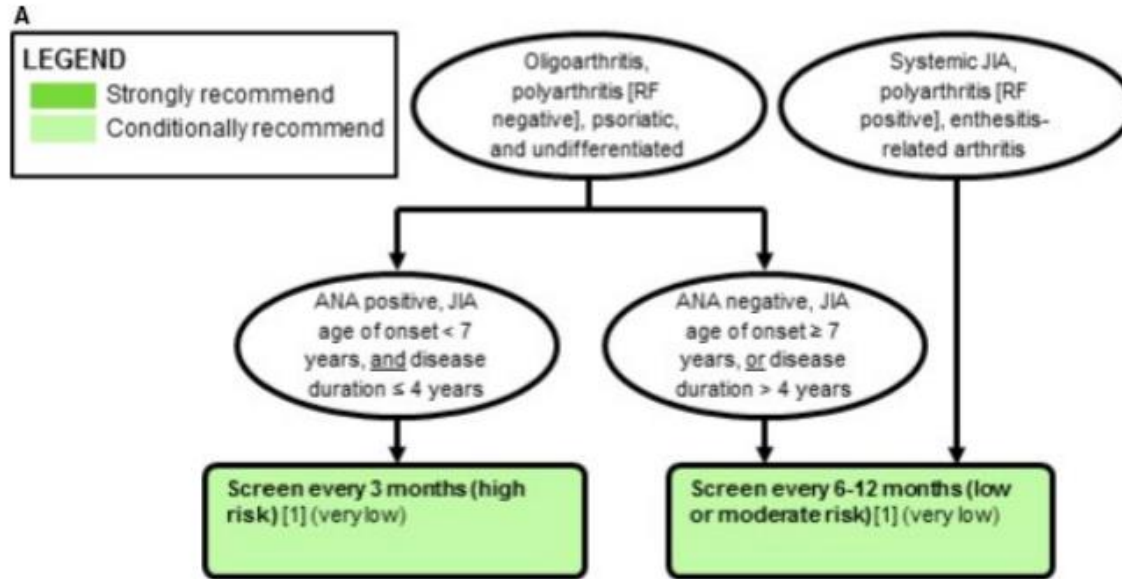 A
LEGEND
Strongly recommend
Conditionally recommend
Oligoarthritis,
polyarthritis [RF
negative], psoriatic,
and undifferentiated
Systemic JIA,
polyarthritis [RF
positive], enthesitis-
related arthritis
ANA positive, JIA
age of onset < 7
years, and disease
duration ≤ 4 years
ANA negative, JIA
age of onset ≥ 7
years, or disease
duration > 4 years
Screen every 3 months (high
risk) [1] (very low)
Screen every 6-12 months (low
or moderate risk) [1] (very low)